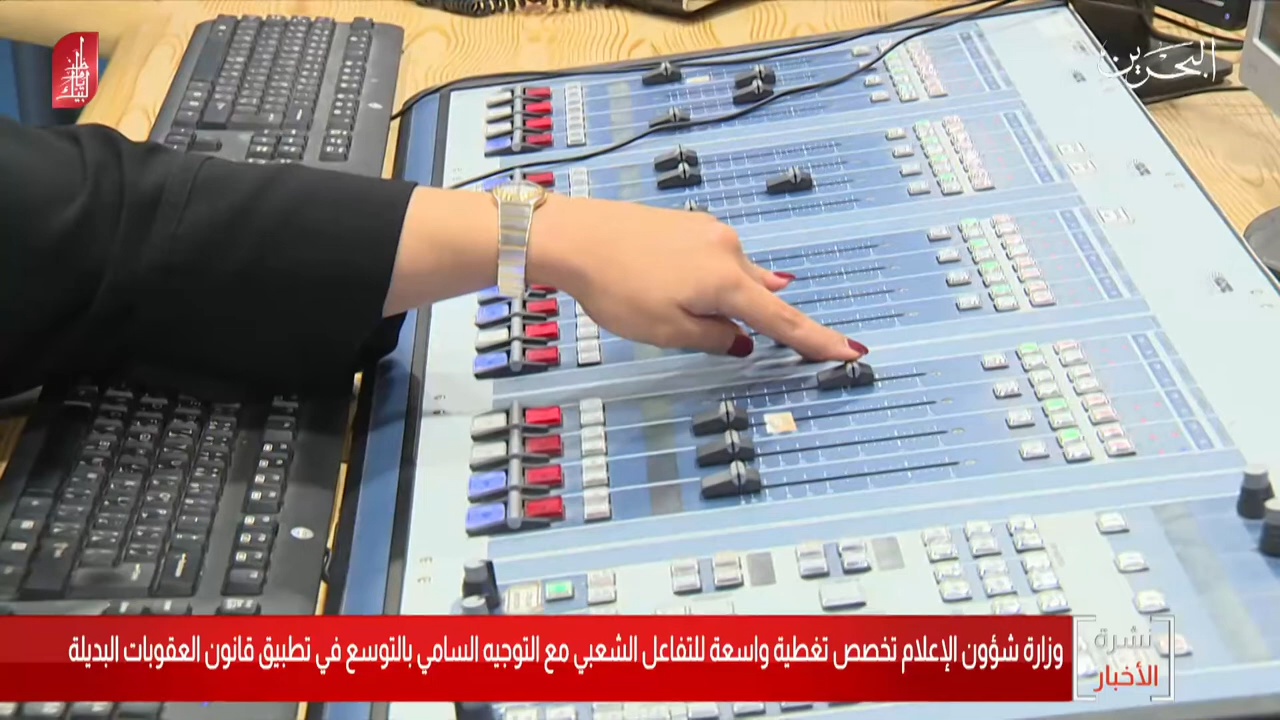 البحرين
وزارة شؤون الإعلام تخصص تغطية واسعة للتفاعل الشعبي مع التوجيه السامي بالتوسع في تطبيق قانون العقوبات البديلة
نشرة
الأخبار